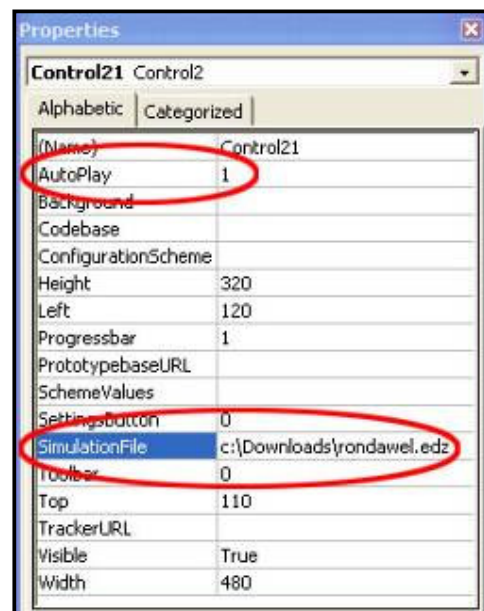 Properties
Control21 Control2
Alphabetic Categorized
(Name) Control21
AutoPlay 1
Background
Codebase
ConfigurationScheme
Height 320
Left 120
Progressbar 1
PrototypebaseURL
SchemeValues
SettingsButton 0
SimulationFile c:\Downloads\rondawel.edz
Toolbar 0
Top 110
TrackerURL
Visible True
Width 480